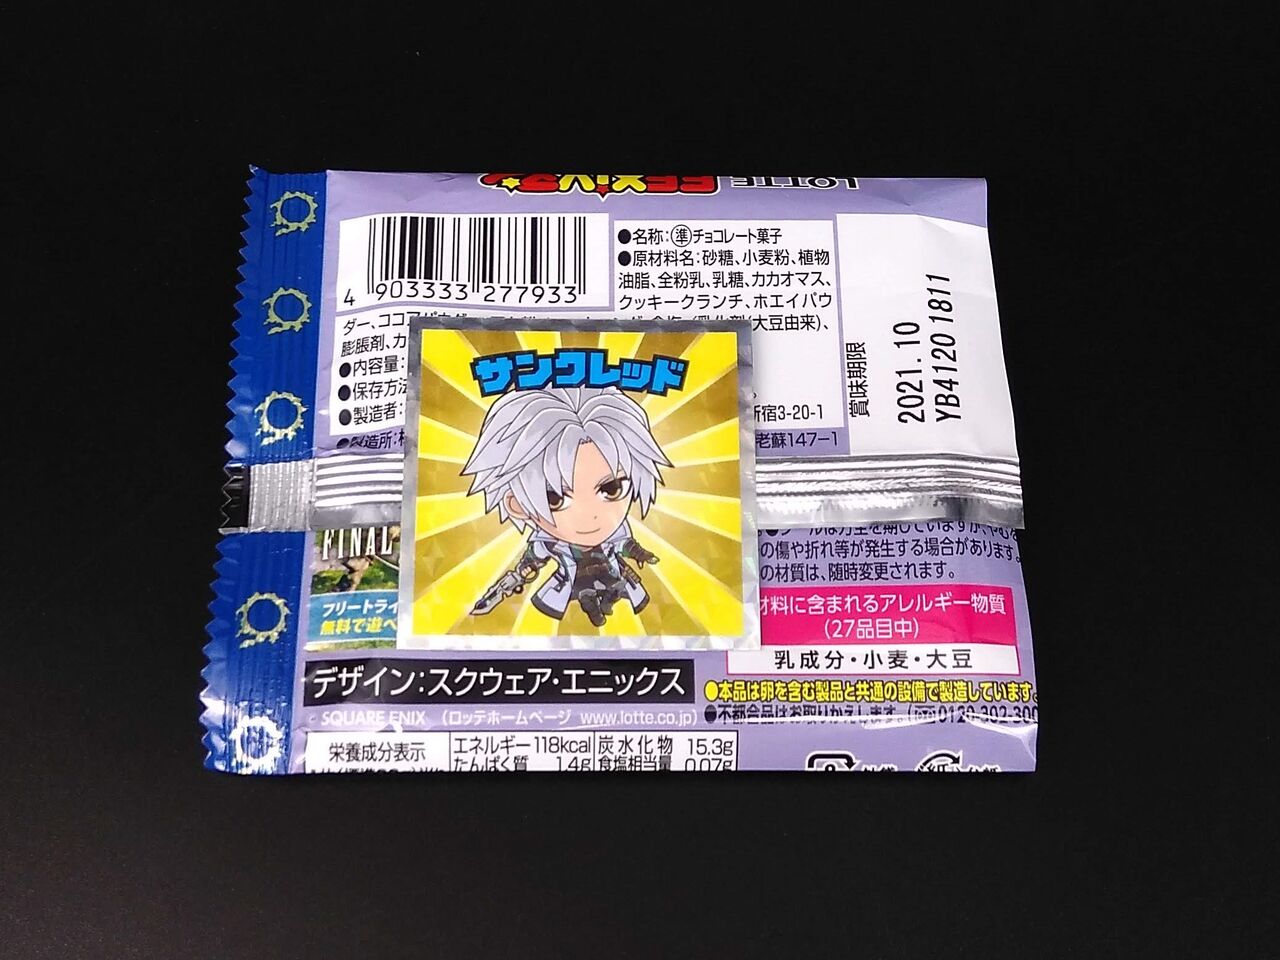 LOTTE
4 903333 277933
●名称：準チョコレート菓子
●原材料名：砂糖、小麦粉、植物
油脂、全粉乳、乳糖、カカオマス、
クッキークランチ、ホエイパウ
ダー、ココアパウダー
(大豆由来)、
膨脹剤、
●内容量：
●保存方法
●製造者：
宿3-20-1
●製造所：
老蘇147-1
賞味期限
2021.10
YB4120 1811
サンクレッド
FINAL
フリートライ
無料で遊べ
の傷や折れ等が発生する場合があります。
の材質は、随時変更されます。
材料に含まれるアレルギー物質
(27品目中)
乳成分・小麦・大豆
デザイン：スクウェア・エニックス
●本品は卵を含む製品と共通の設備で製造しています。
SQUARE ENIX (ロッテホームページ www.lotte.co.jp)
●不都合品はお取りかえします。 0120-302-300
栄養成分表示
エネルギー 118kcal 炭水化物 15.3g
たんぱく質 1.4g 食塩相当量 0.07g